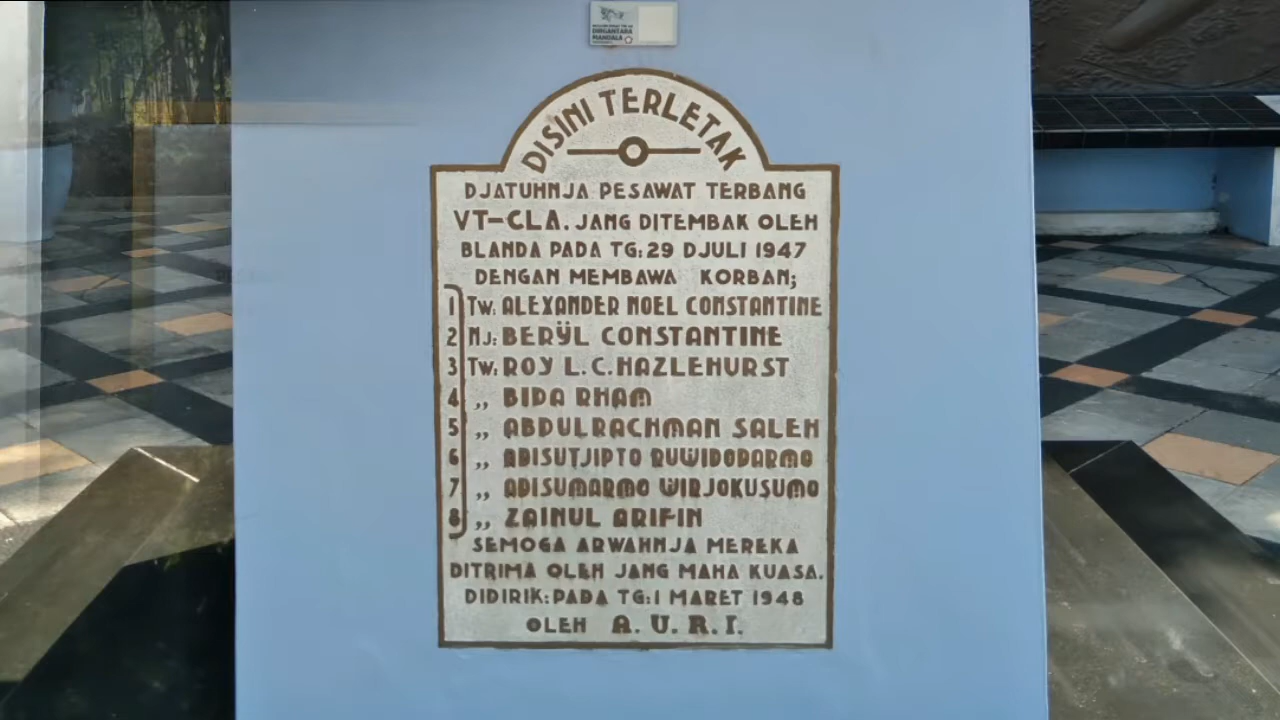 DIRGANTARA
MANDALA
DISINI TERLETAK
DJATUHNJA PESAWAT TERBANG
VT-CLA. JANG DITEMBAK OLEH
BLANDA PADA TG: 29 DJULI 1947
DENGAN MEMBAWA KORBAN;
1 Tw: ALEXANDER NOEL CONSTANTINE
2 NJ: BERŸL CONSTANTINE
3 Tw: ROY L.C. HAZLEHURST
4 ,, BIDA RHAM
5 ,, ABDULRACHMAN SALEH
6 ,, ADISUTJIPTO RUWIDODARMO
7 ,, ADISUMARMO WIRJOKUSUMO
8 ,, ZAINUL ARIFIN
SEMOGA ARWAHNJA MEREKA
DITRIMA OLEH JANG MAHA KUASA.
DIDIRIK: PADA TG: 1 MARET 1948
OLEH A. U. R. I.